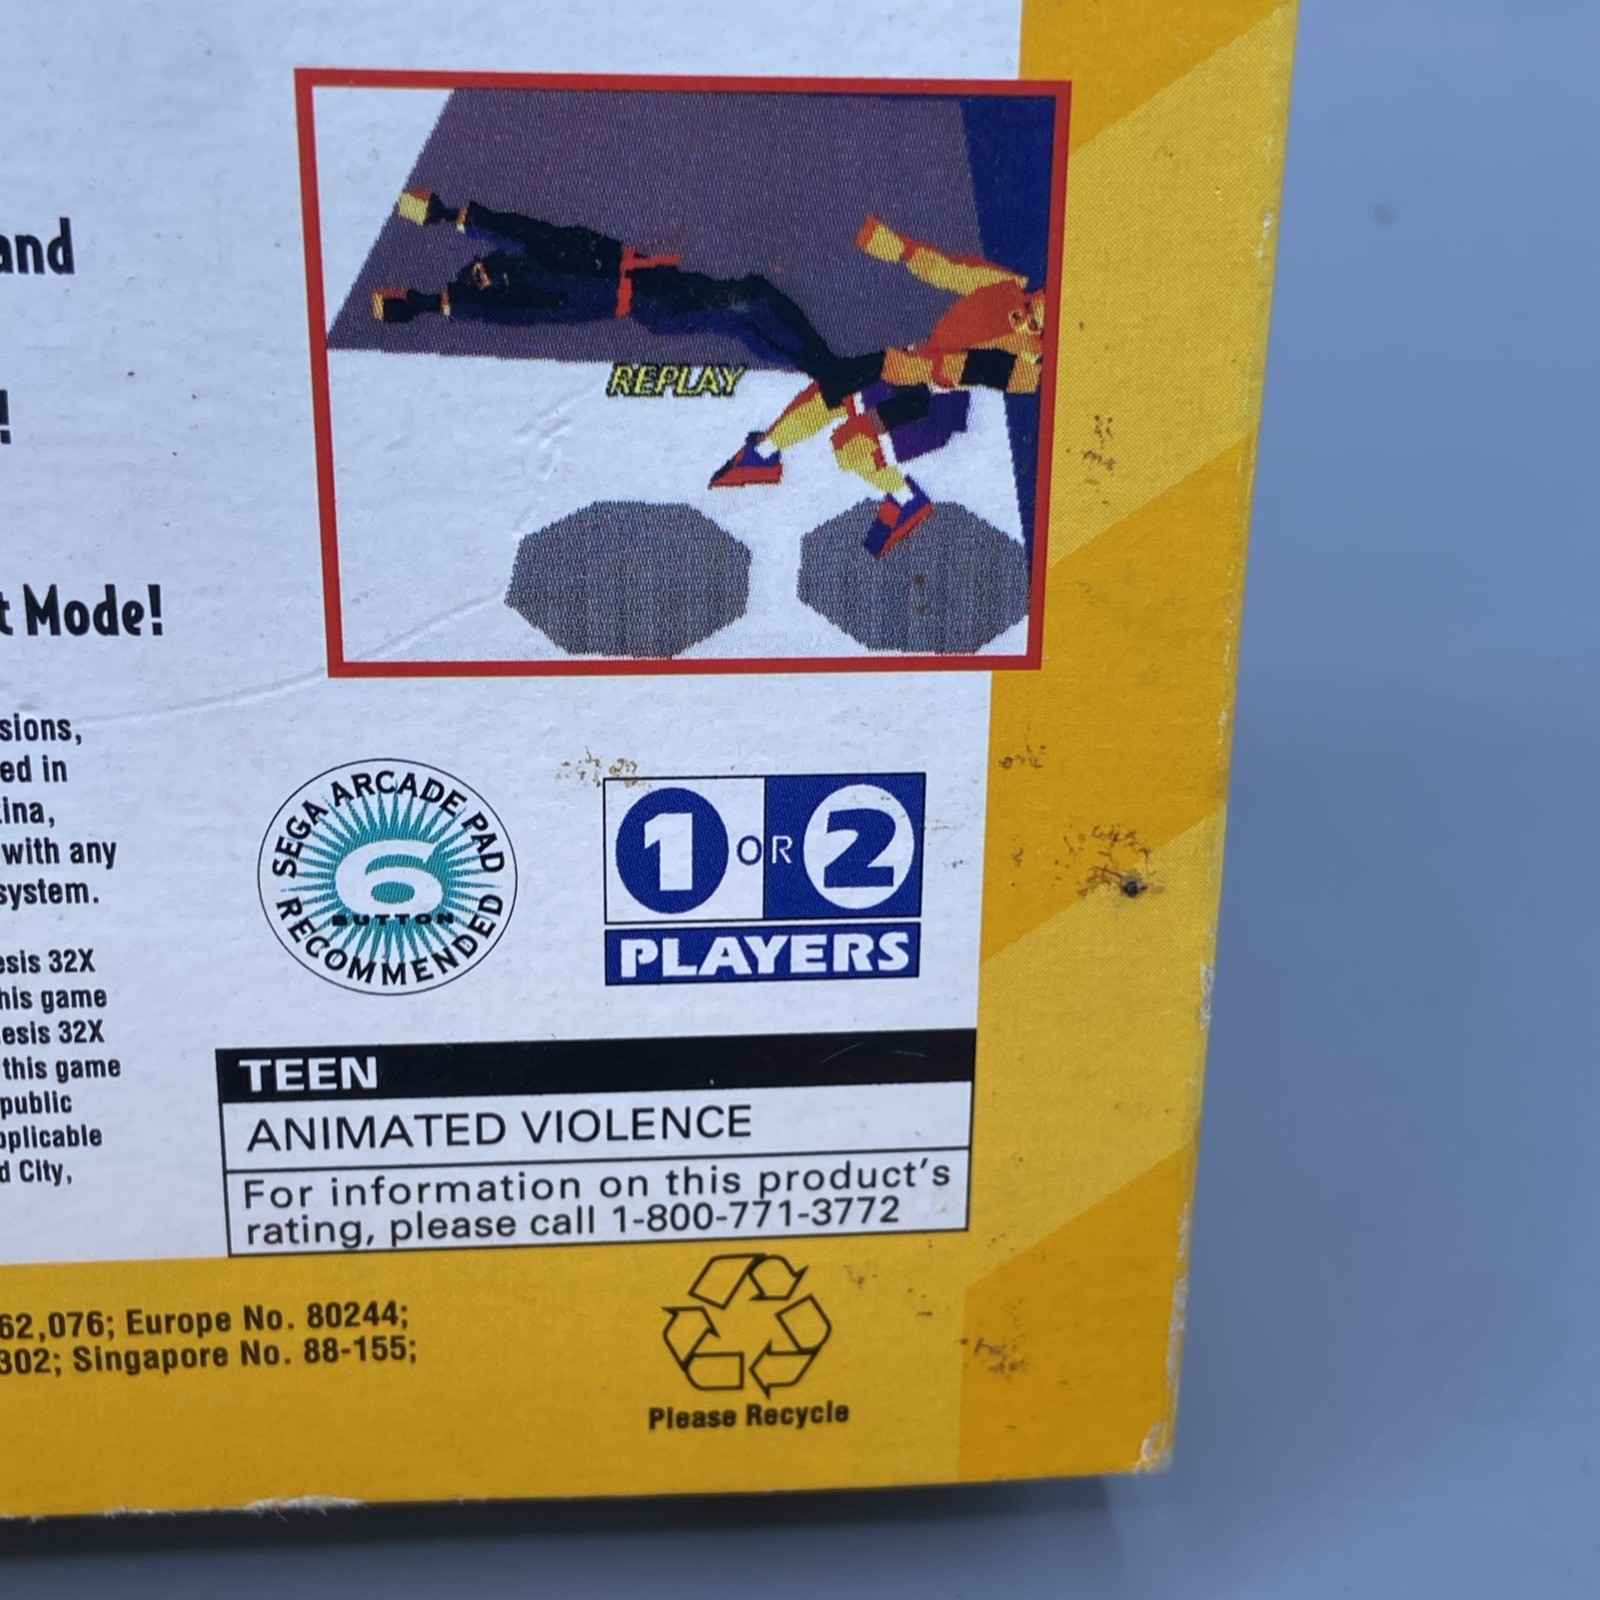 and
REPLAY
!
t Mode!
sions,
ed in
tina,
with any
system.
esis 32X
his game
esis 32X
this game
public
pplicable
d City,
SEGA ARCADE PAD
6
BUTTON
RECOMMENDED
1 OR 2
PLAYERS
TEEN
ANIMATED VIOLENCE
For information on this product's
rating, please call 1-800-771-3772
62,076; Europe No. 80244;
302; Singapore No. 88-155;
Please Recycle